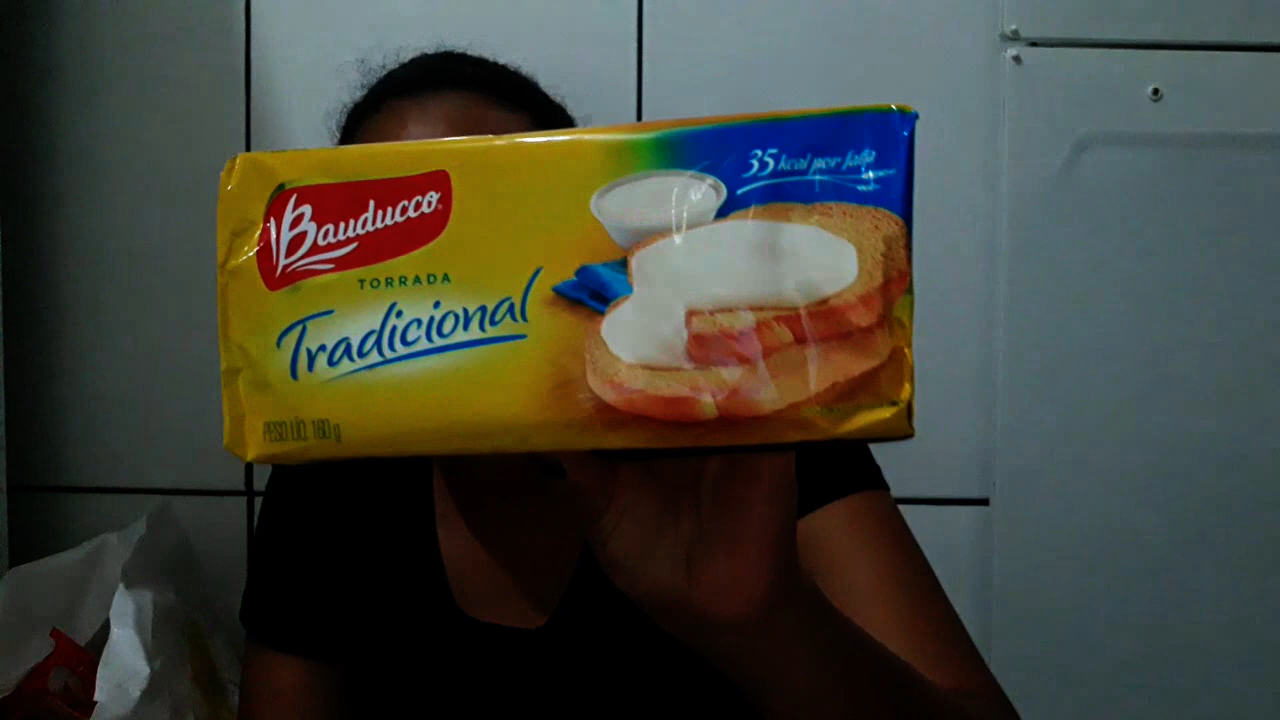 Bauducco
TORRADA
Tradicional
35 kcal por fatia
PESO LÍQ. 160 g